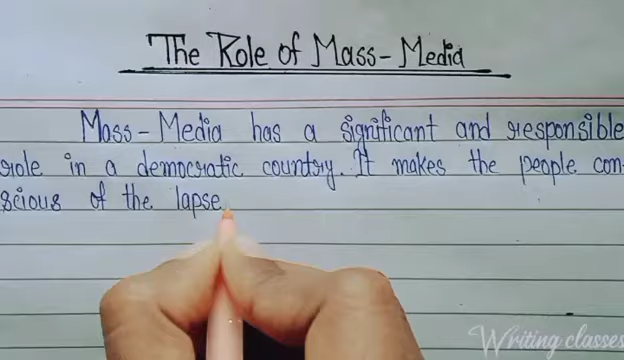 The Role of Mass-Media
Mass-Media has a significant and responsible
role in a democratic country. It makes the people con-
scious of the lapse
Writing classes